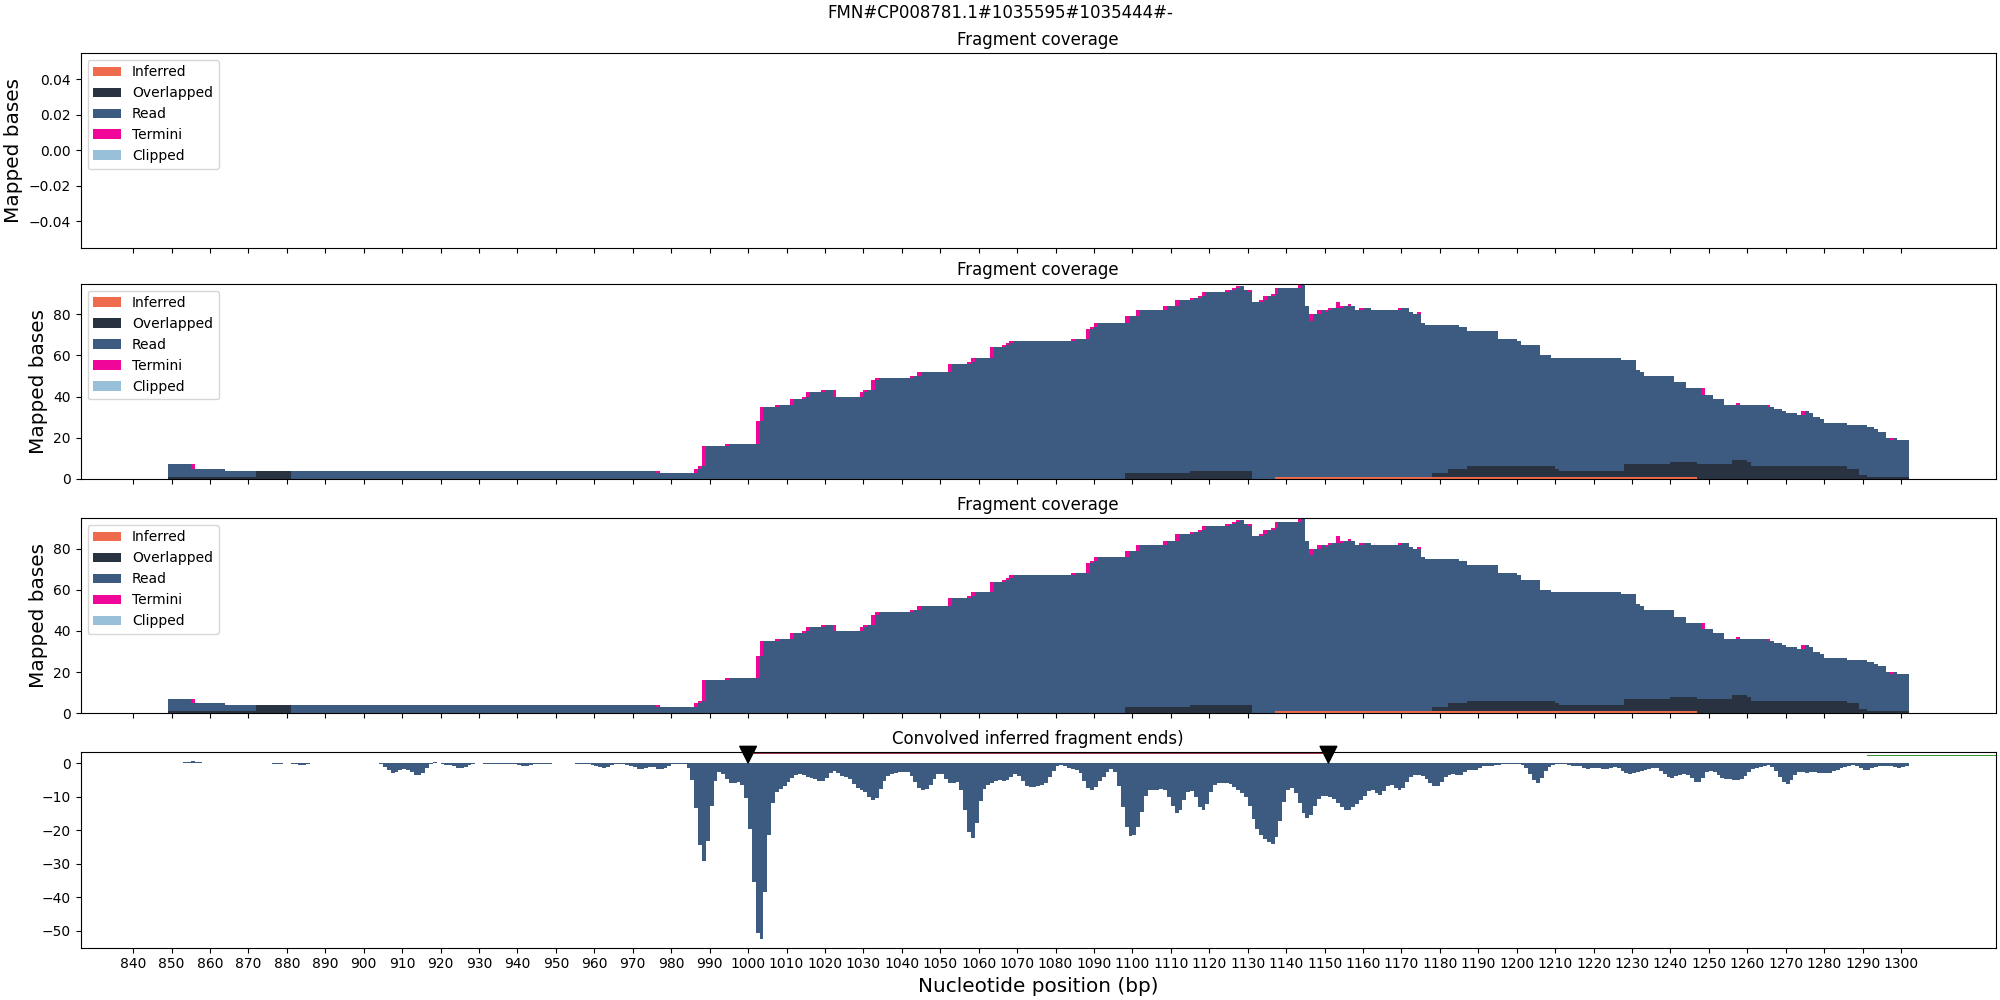 FMN#CP008781.1#1035595#1035444#-
Fragment coverage
Mapped bases
0.04
0.02
0.00
−0.02
−0.04
Inferred
Overlapped
Read
Termini
Clipped
Fragment coverage
Mapped bases
80
60
40
20
0
Inferred
Overlapped
Read
Termini
Clipped
Fragment coverage
Mapped bases
80
60
40
20
0
Inferred
Overlapped
Read
Termini
Clipped
Convolved inferred fragment ends)
0
−10
−20
−30
−40
−50
840 850 860 870 880 890 900 910 920 930 940 950 960 970 980 990 1000 1010 1020 1030 1040 1050 1060 1070 1080 1090 1100 1110 1120 1130 1140 1150 1160 1170 1180 1190 1200 1210 1220 1230 1240 1250 1260 1270 1280 1290 1300
Nucleotide position (bp)